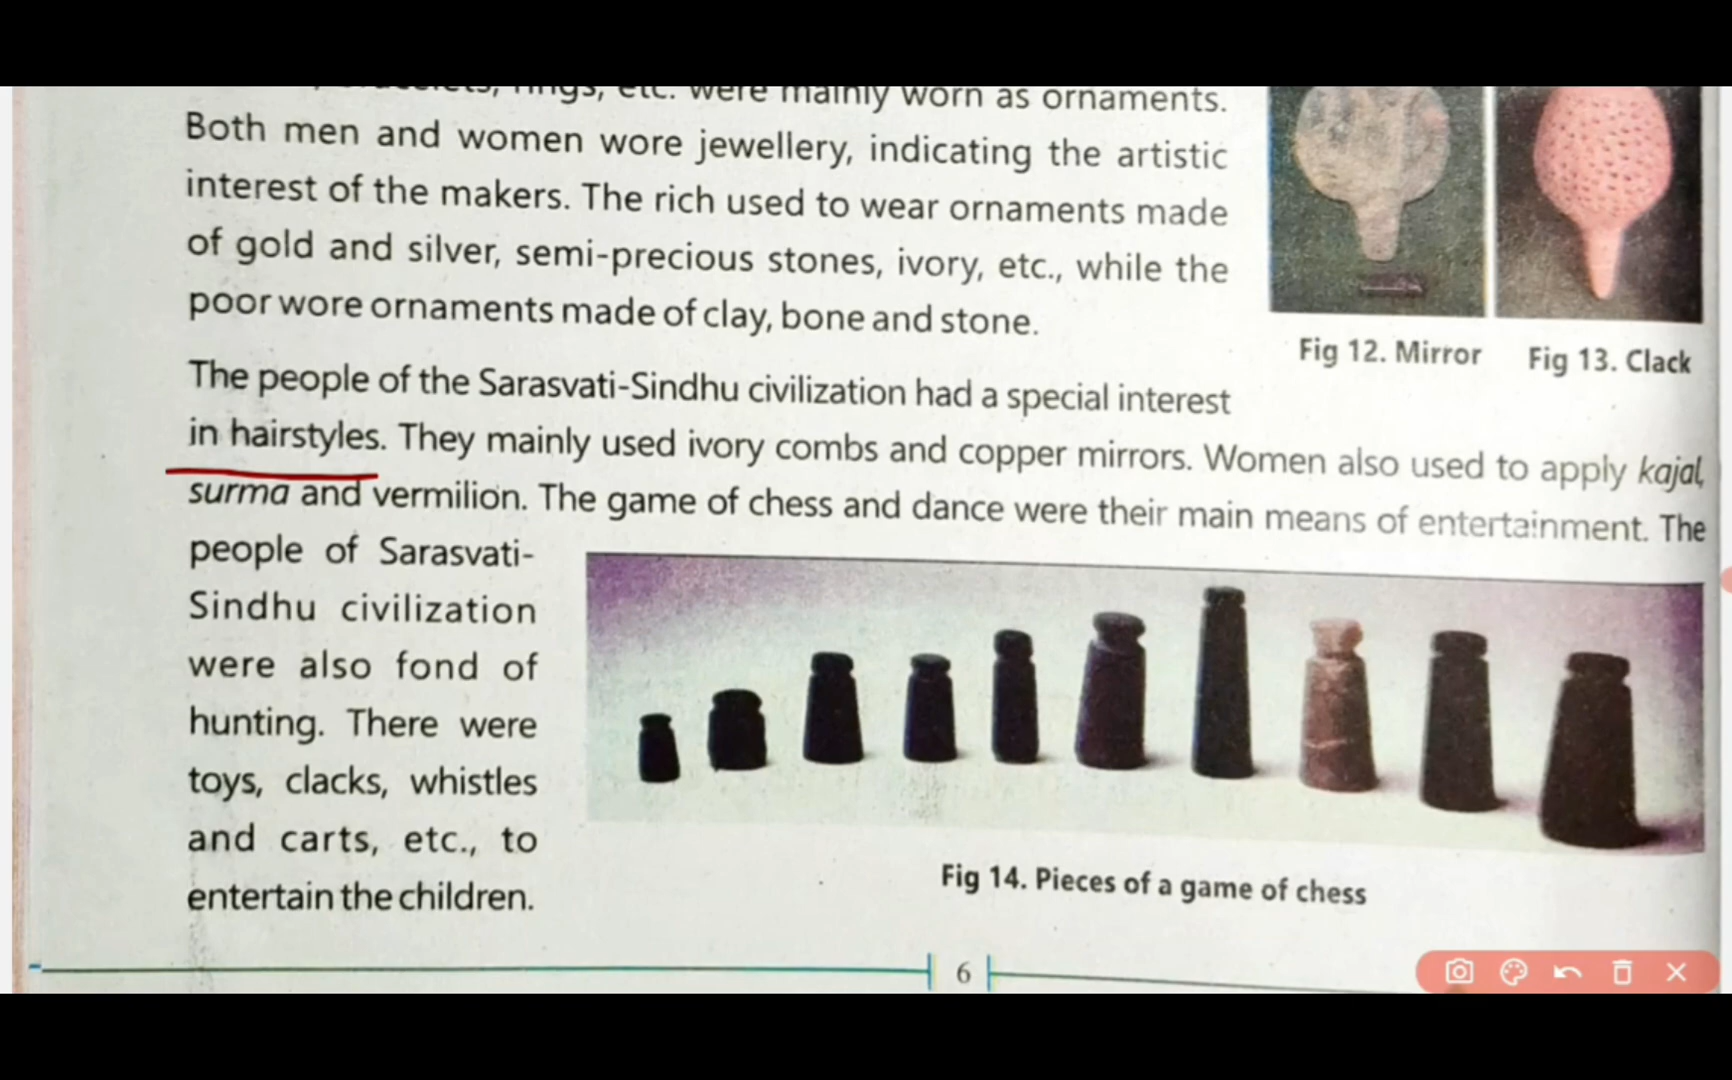 rings, etc. were mainly worn as ornaments.
Both men and women wore jewellery, indicating the artistic
interest of the makers. The rich used to wear ornaments made
of gold and silver, semi-precious stones, ivory, etc., while the
poor wore ornaments made of clay, bone and stone.
Fig 12. Mirror
Fig 13. Clack
The people of the Sarasvati-Sindhu civilization had a special interest
in hairstyles. They mainly used ivory combs and copper mirrors. Women also used to apply kajal,
surma and vermilion. The game of chess and dance were their main means of entertainment. The
people of Sarasvati-
Sindhu civilization
were also fond of
hunting. There were
toys, clacks, whistles
and carts, etc., to
entertain the children.
Fig 14. Pieces of a game of chess
6